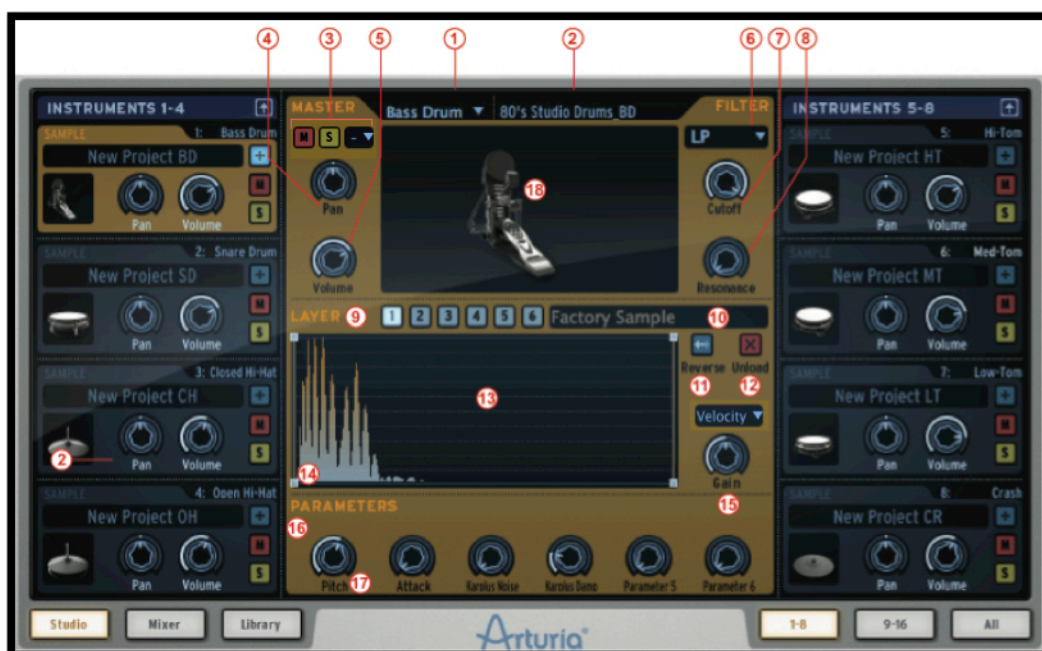 4 3 5 1 2 6 7 8
INSTRUMENTS 1-4
SAMPLE 1: Bass Drum
New Project BD
M
Pan Volume
S
SAMPLE 2: Snare Drum
New Project SD
M
S
Pan Volume
SAMPLE 3: Closed Hi-Hat
New Project CH
M
S
2
Pan Volume
SAMPLE 4: Open Hi-Hat
New Project OH
M
S
Pan Volume
MASTER
Bass Drum 80's Studio Drums_BD
FILTER
M S -
LP
Pan
18
Cutoff
Volume
Resonance
LAYER 9 1 2 3 4 5 6 Factory Sample 10
Reverse Unload
11 12
13
Velocity
14
Gain
15
PARAMETERS
16
17
Pitch Attack Karplus Noise Karplus Damp Parameter 5 Parameter 6
INSTRUMENTS 5-8
SAMPLE 5: Hi-Tom
New Project HT
M
S
Pan Volume
SAMPLE 6: Med-Tom
New Project MT
M
S
Pan Volume
SAMPLE 7: Low-Tom
New Project LT
M
S
Pan Volume
SAMPLE 8: Crash
New Project CR
M
S
Pan Volume
Studio Mixer Library
Arturia®
1-8 9-16 All